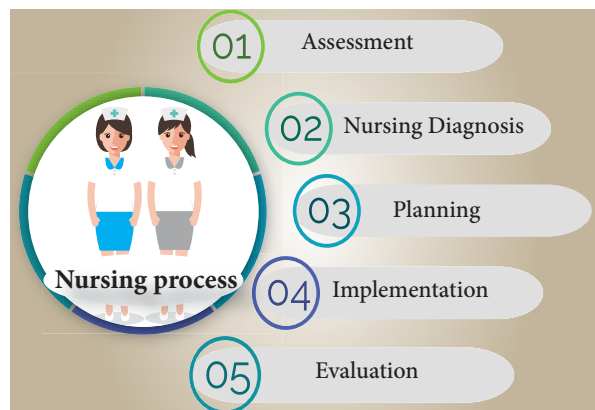 01 Assessment
02 Nursing Diagnosis
03 Planning
Nursing process
04 Implementation
05 Evaluation